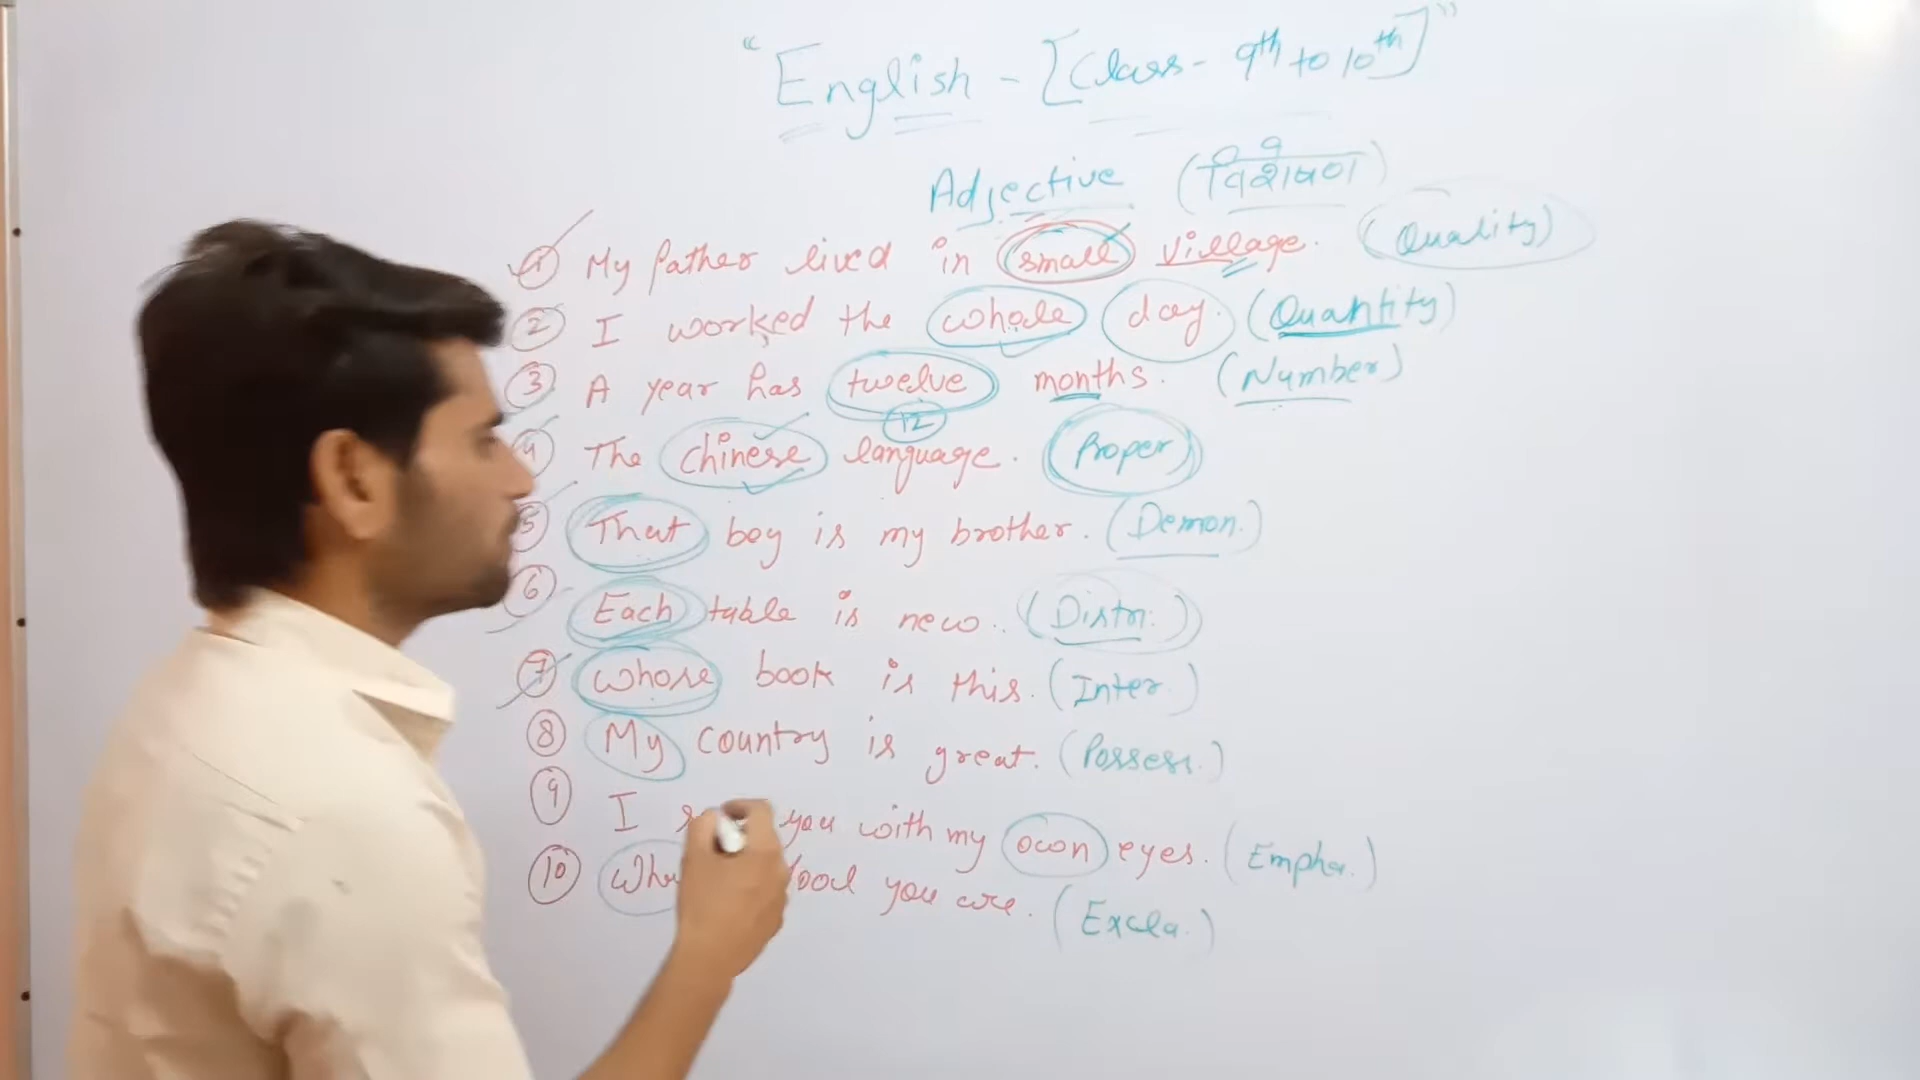 "English - [Class - 9th to 10th]"
Adjective (विशेषण)
1 My father lived in small village. (Quality)
2 I worked the whole day. (Quantity)
3 A year has twelve months. (Number)
12
4 The Chinese language. (Proper)
5 That boy is my brother. (Demon.)
6 Each table is new. (Distri.)
7 Whose book is this. (Inter.)
8 My country is great. (Possess.)
9 I you with my own eyes. (Empha.)
10 you are. (Excla.)